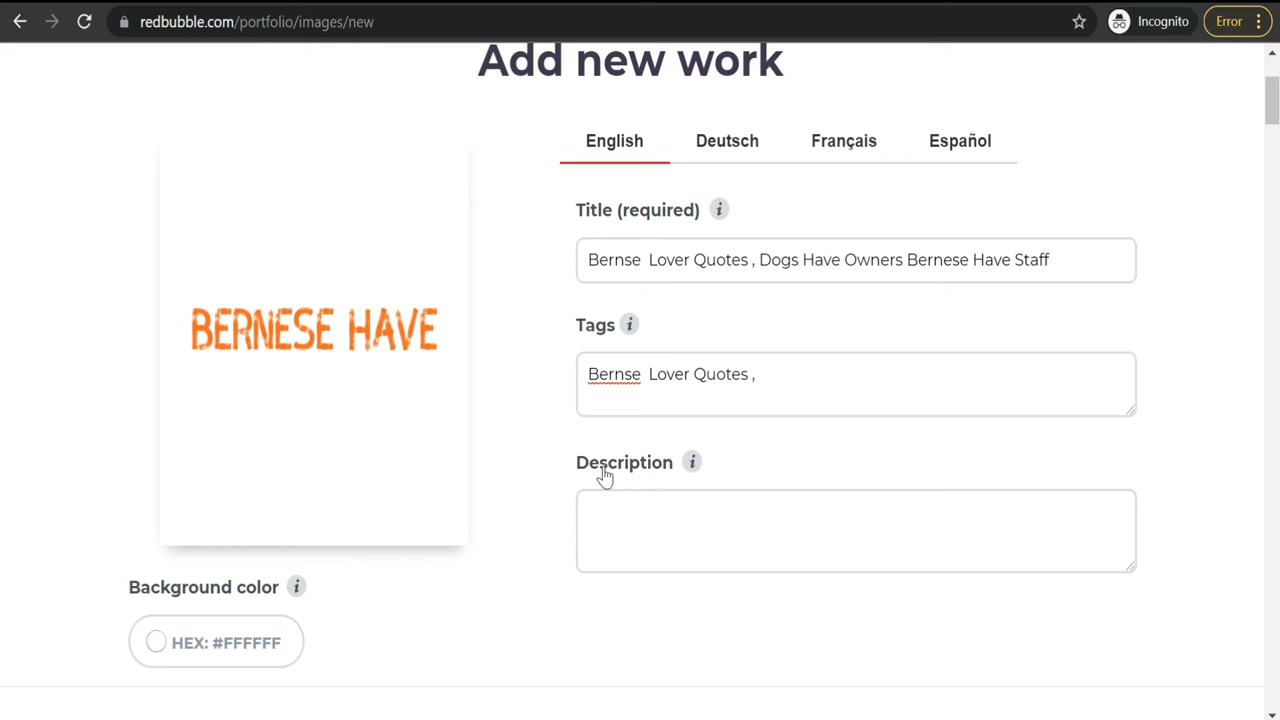 redbubble.com/portfolio/images/new
Incognito
Error
Add new work
English
Deutsch
Français
Español
Title (required)
Bernse  Lover Quotes , Dogs Have Owners Bernese Have Staff
Tags
Bernse  Lover Quotes ,
BERNESE HAVE
Description
Background color
HEX: #FFFFFF